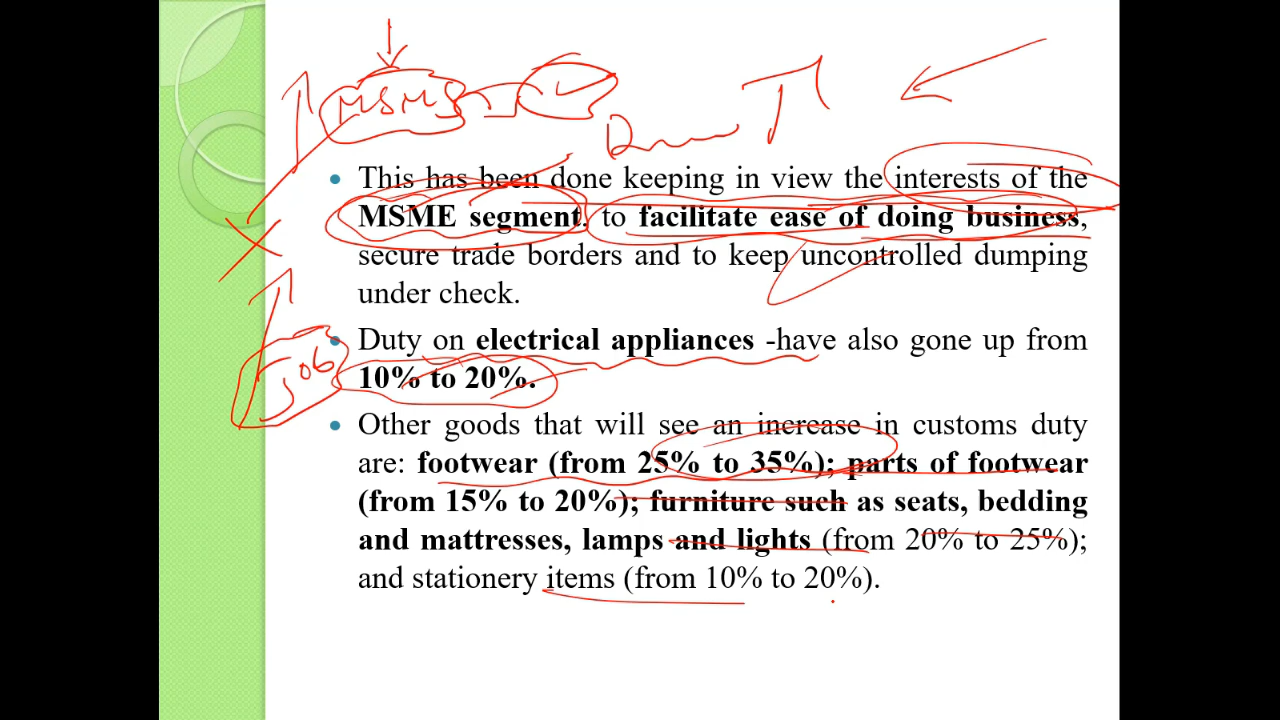 MSME
This has been done keeping in view the interests of the
MSME segment. to facilitate ease of doing business,
secure trade borders and to keep uncontrolled dumping
under check.
Duty on electrical appliances -have also gone up from
10% to 20%.
Job
Other goods that will see an increase in customs duty
are: footwear (from 25% to 35%); parts of footwear
(from 15% to 20%); furniture such as seats, bedding
and mattresses, lamps and lights (from 20% to 25%);
and stationery items (from 10% to 20%).